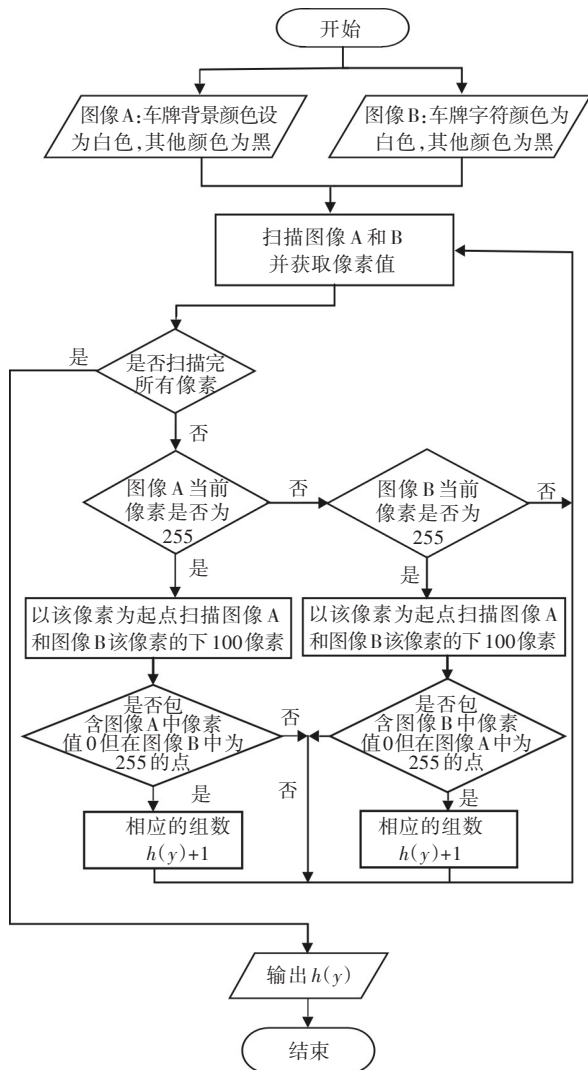 开始
图像A:车牌背景颜色设
为白色,其他颜色为黑
图像B:车牌字符颜色为
白色,其他颜色为黑
扫描图像A和B
并获取像素值
是
是否扫描完
所有像素
否
图像A当前
像素是否为
255
否
图像B当前
像素是否为
255
否
是
是
以该像素为起点扫描图像A
和图像B该像素的下100像素
以该像素为起点扫描图像A
和图像B该像素的下100像素
是否包
含图像A中像素
值0但在图像B中为
255的点
否
是否包
含图像B中像素
值0但在图像A中为
255的点
是
否
是
相应的组数
h(y)+1
相应的组数
h(y)+1
输出h(y)
结束